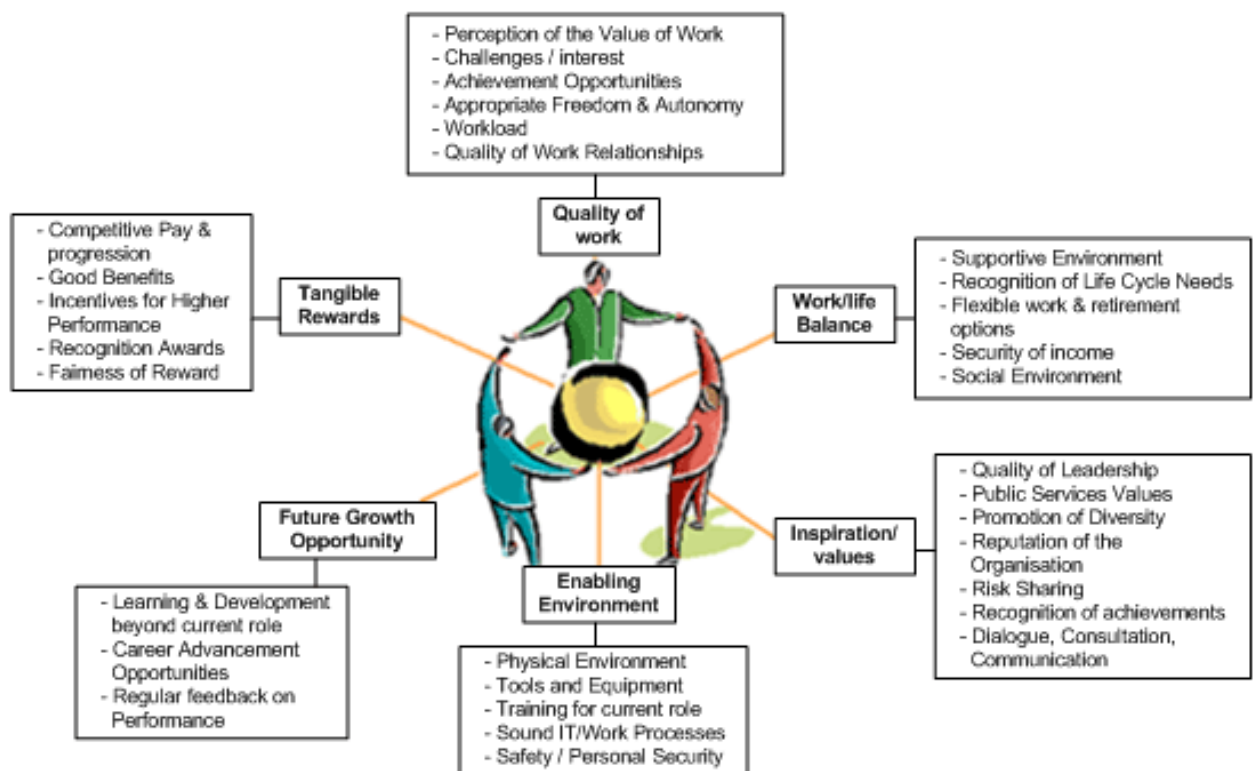 - Perception of the Value of Work
- Challenges / interest
- Achievement Opportunities
- Appropriate Freedom & Autonomy
- Workload
- Quality of Work Relationships
Quality of
work
- Competitive Pay &
progression
- Good Benefits
- Incentives for Higher
Performance
- Recognition Awards
- Fairness of Reward
Tangible
Rewards
Work/life
Balance
- Supportive Environment
- Recognition of Life Cycle Needs
- Flexible work & retirement
options
- Security of income
- Social Environment
Inspiration/
values
- Quality of Leadership
- Public Services Values
- Promotion of Diversity
- Reputation of the
Organisation
- Risk Sharing
- Recognition of achievements
- Dialogue, Consultation,
Communication
Future Growth
Opportunity
- Learning & Development
beyond current role
- Career Advancement
Opportunities
- Regular feedback on
Performance
Enabling
Environment
- Physical Environment
- Tools and Equipment
- Training for current role
- Sound IT/Work Processes
- Safety / Personal Security